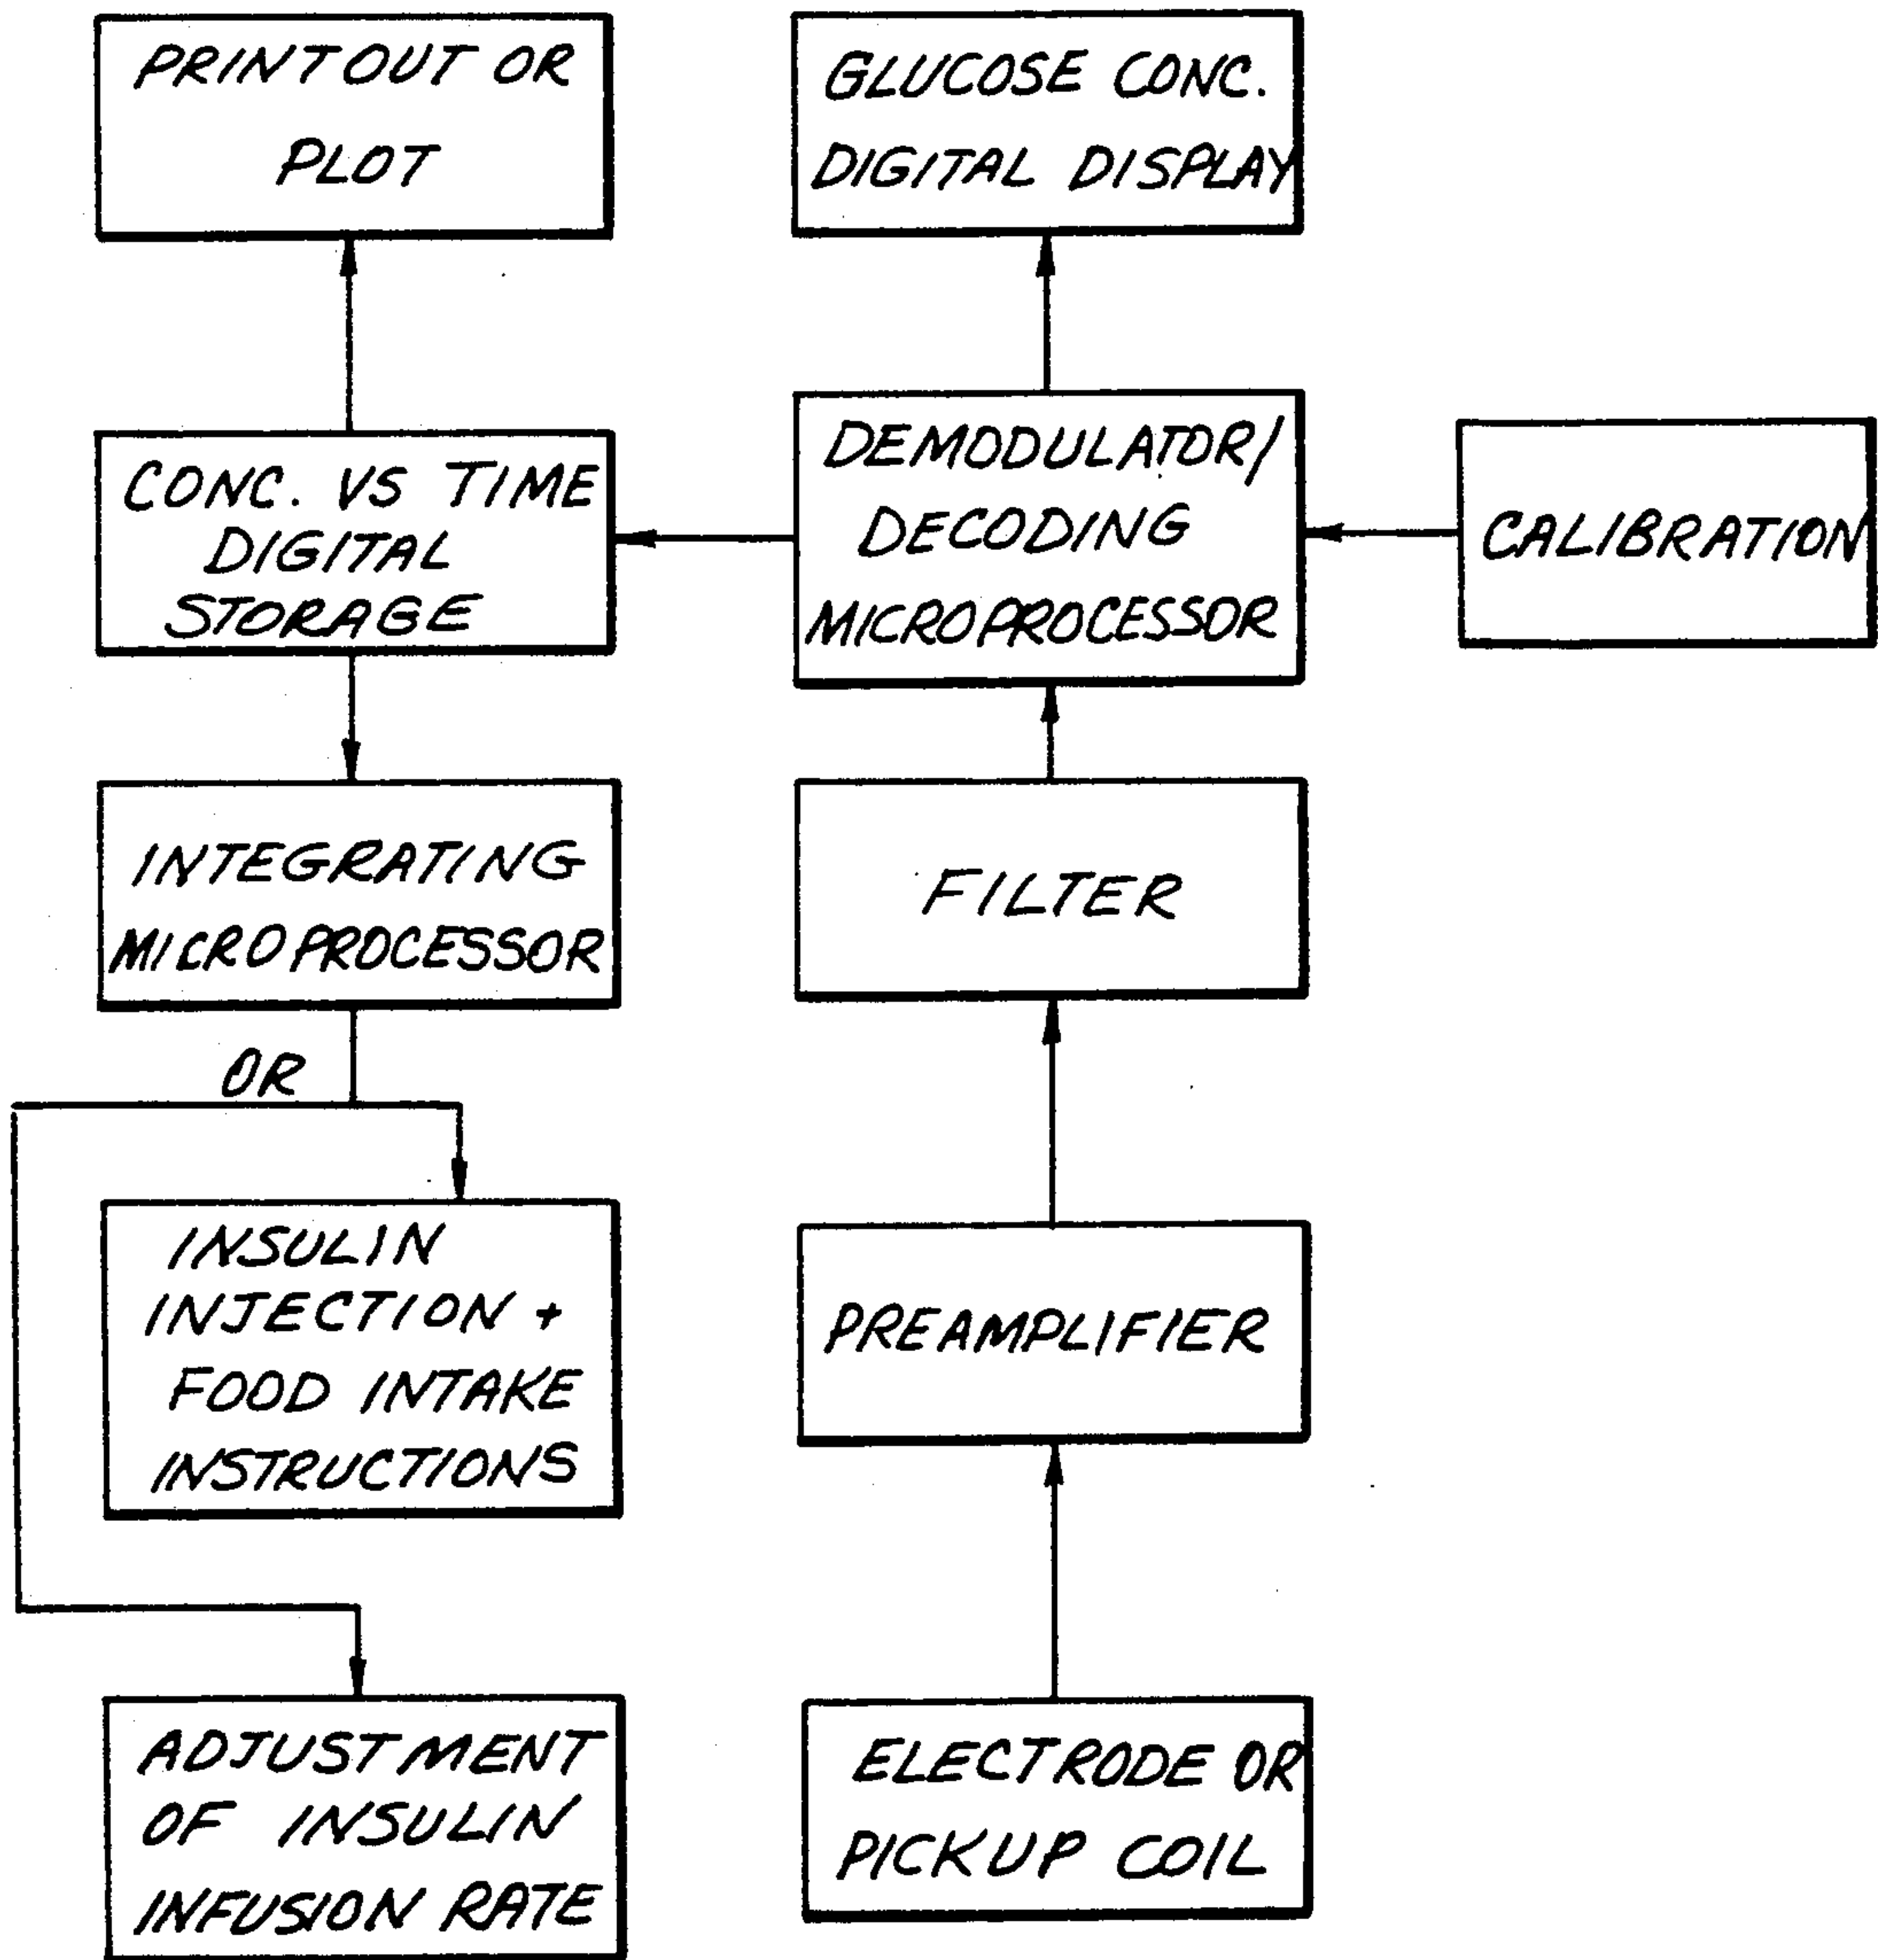 PRINTOUT OR
PLOT
GLUCOSE CONC.
DIGITAL DISPLAY
CONC. VS TIME
DIGITAL
STORAGE
DEMODULATOR/
DECODING
MICROPROCESSOR
CALIBRATION
INTEGRATING
MICROPROCESSOR
FILTER
OR
INSULIN
INJECTION +
FOOD INTAKE
INSTRUCTIONS
PREAMPLIFIER
ADJUSTMENT
OF INSULIN
INFUSION RATE
ELECTRODE OR
PICKUP COIL